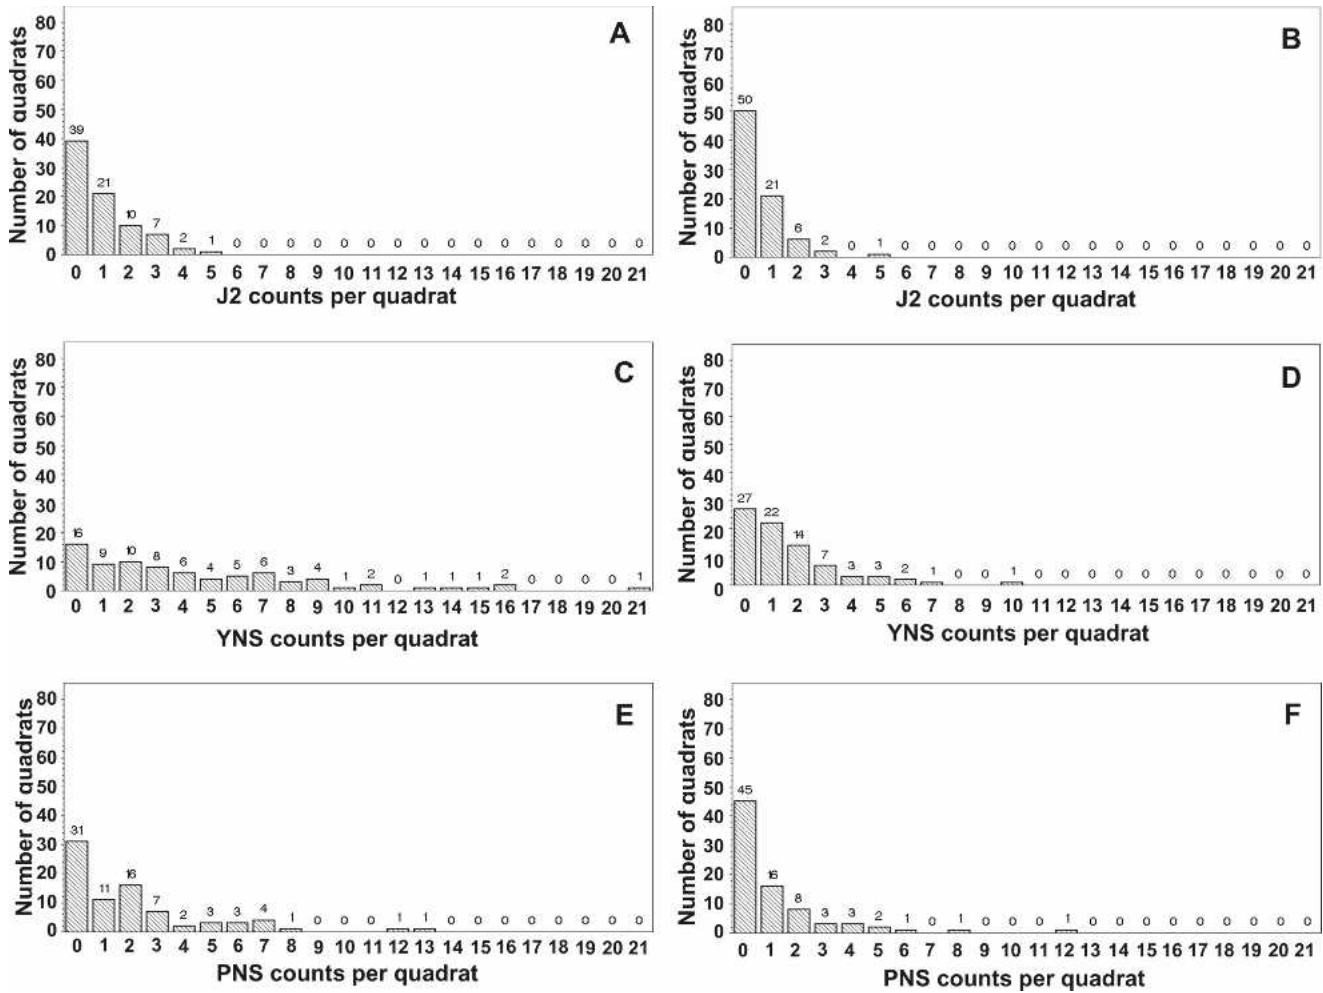 Number of quadrats
80
70
60
50
40
30
20
10
0
A
39 21 10 7 2 1 0 0 0 0 0 0 0 0 0 0 0 0 0 0 0 0
0 1 2 3 4 5 6 7 8 9 10 11 12 13 14 15 16 17 18 19 20 21
J2 counts per quadrat
Number of quadrats
80
70
60
50
40
30
20
10
0
B
50 21 6 2 0 1 0 0 0 0 0 0 0 0 0 0 0 0 0 0 0 0
0 1 2 3 4 5 6 7 8 9 10 11 12 13 14 15 16 17 18 19 20 21
J2 counts per quadrat
Number of quadrats
80
70
60
50
40
30
20
10
0
C
16 9 10 8 6 4 5 6 3 4 1 2 0 1 1 1 2 0 0 0 0 1
0 1 2 3 4 5 6 7 8 9 10 11 12 13 14 15 16 17 18 19 20 21
YNS counts per quadrat
Number of quadrats
80
70
60
50
40
30
20
10
0
D
27 22 14 7 3 3 2 1 0 0 1 0 0 0 0 0 0 0 0 0 0 0
0 1 2 3 4 5 6 7 8 9 10 11 12 13 14 15 16 17 18 19 20 21
YNS counts per quadrat
Number of quadrats
80
70
60
50
40
30
20
10
0
E
31 11 16 7 2 3 3 4 1 0 0 0 1 1 0 0 0 0 0 0 0 0
0 1 2 3 4 5 6 7 8 9 10 11 12 13 14 15 16 17 18 19 20 21
PNS counts per quadrat
Number of quadrats
80
70
60
50
40
30
20
10
0
F
45 16 8 3 3 2 1 0 1 0 0 0 1 0 0 0 0 0 0 0 0 0
0 1 2 3 4 5 6 7 8 9 10 11 12 13 14 15 16 17 18 19 20 21
PNS counts per quadrat